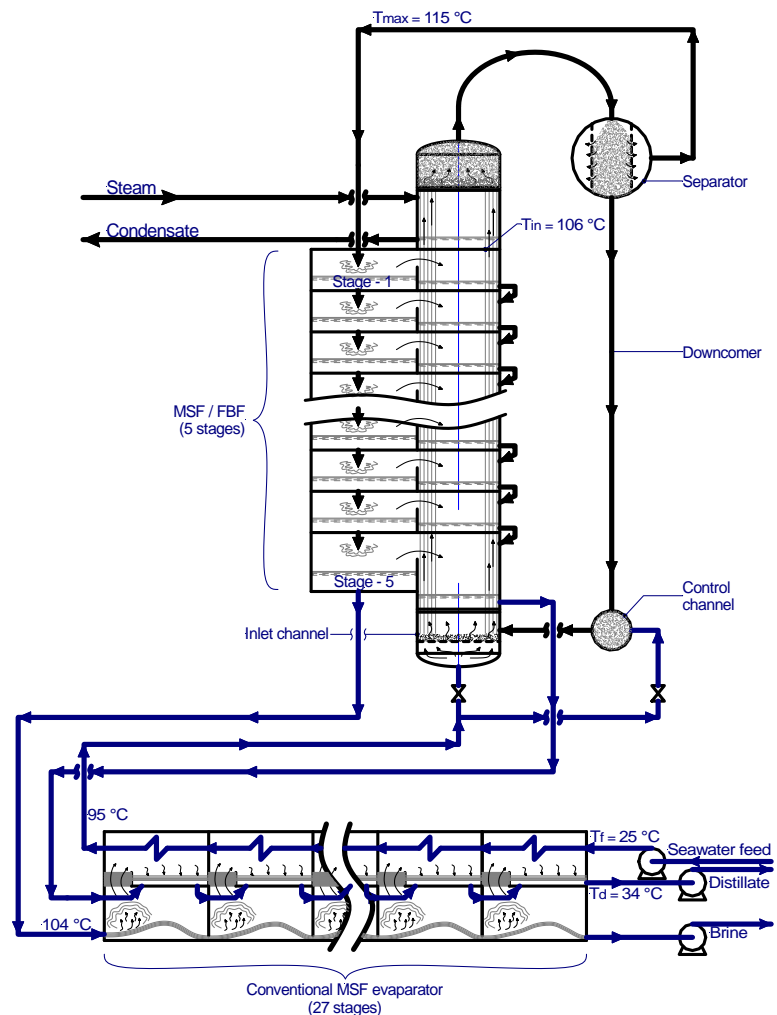 Tmax = 115 °C
Steam
Separator
Condensate
Tin = 106 °C
Stage - 1
Downcomer
MSF / FBF
(5 stages)
Stage - 5
Control
channel
Inlet channel
95 °C
Tf = 25 °C
Seawater feed
Distillate
Td = 34 °C
104 °C
Brine
Conventional MSF evaporator
(27 stages)